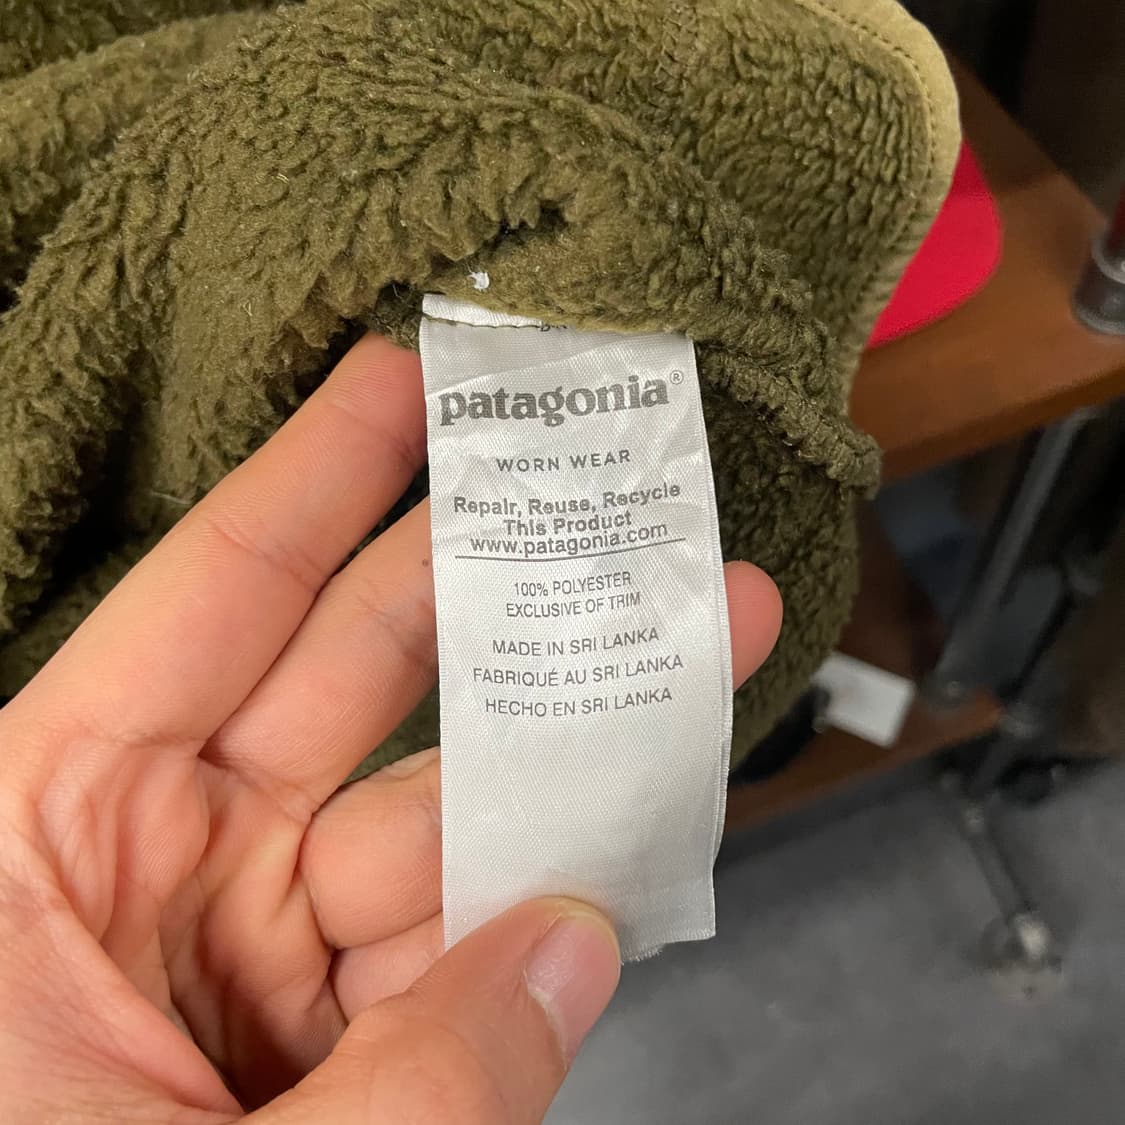 patagonia®
WORN WEAR
Repair, Reuse, Recycle
This Product
www.patagonia.com
100% POLYESTER
EXCLUSIVE OF TRIM
MADE IN SRI LANKA
FABRIQUÉ AU SRI LANKA
HECHO EN SRI LANKA